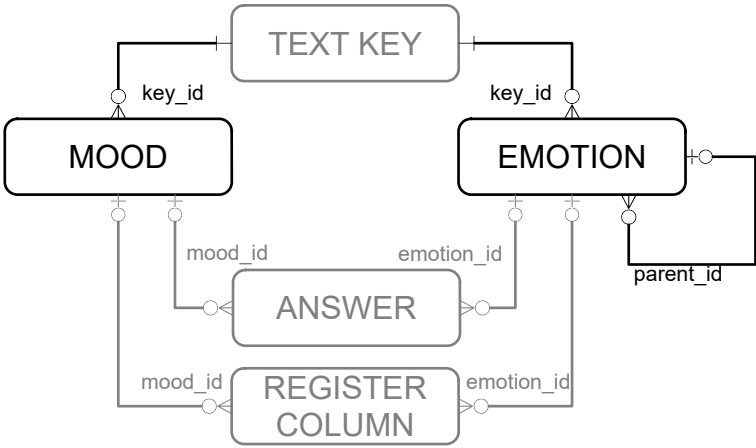 TEXT KEY
key_id
key_id
MOOD
EMOTION
mood_id
emotion_id
parent_id
ANSWER
mood_id
REGISTER
COLUMN
emotion_id